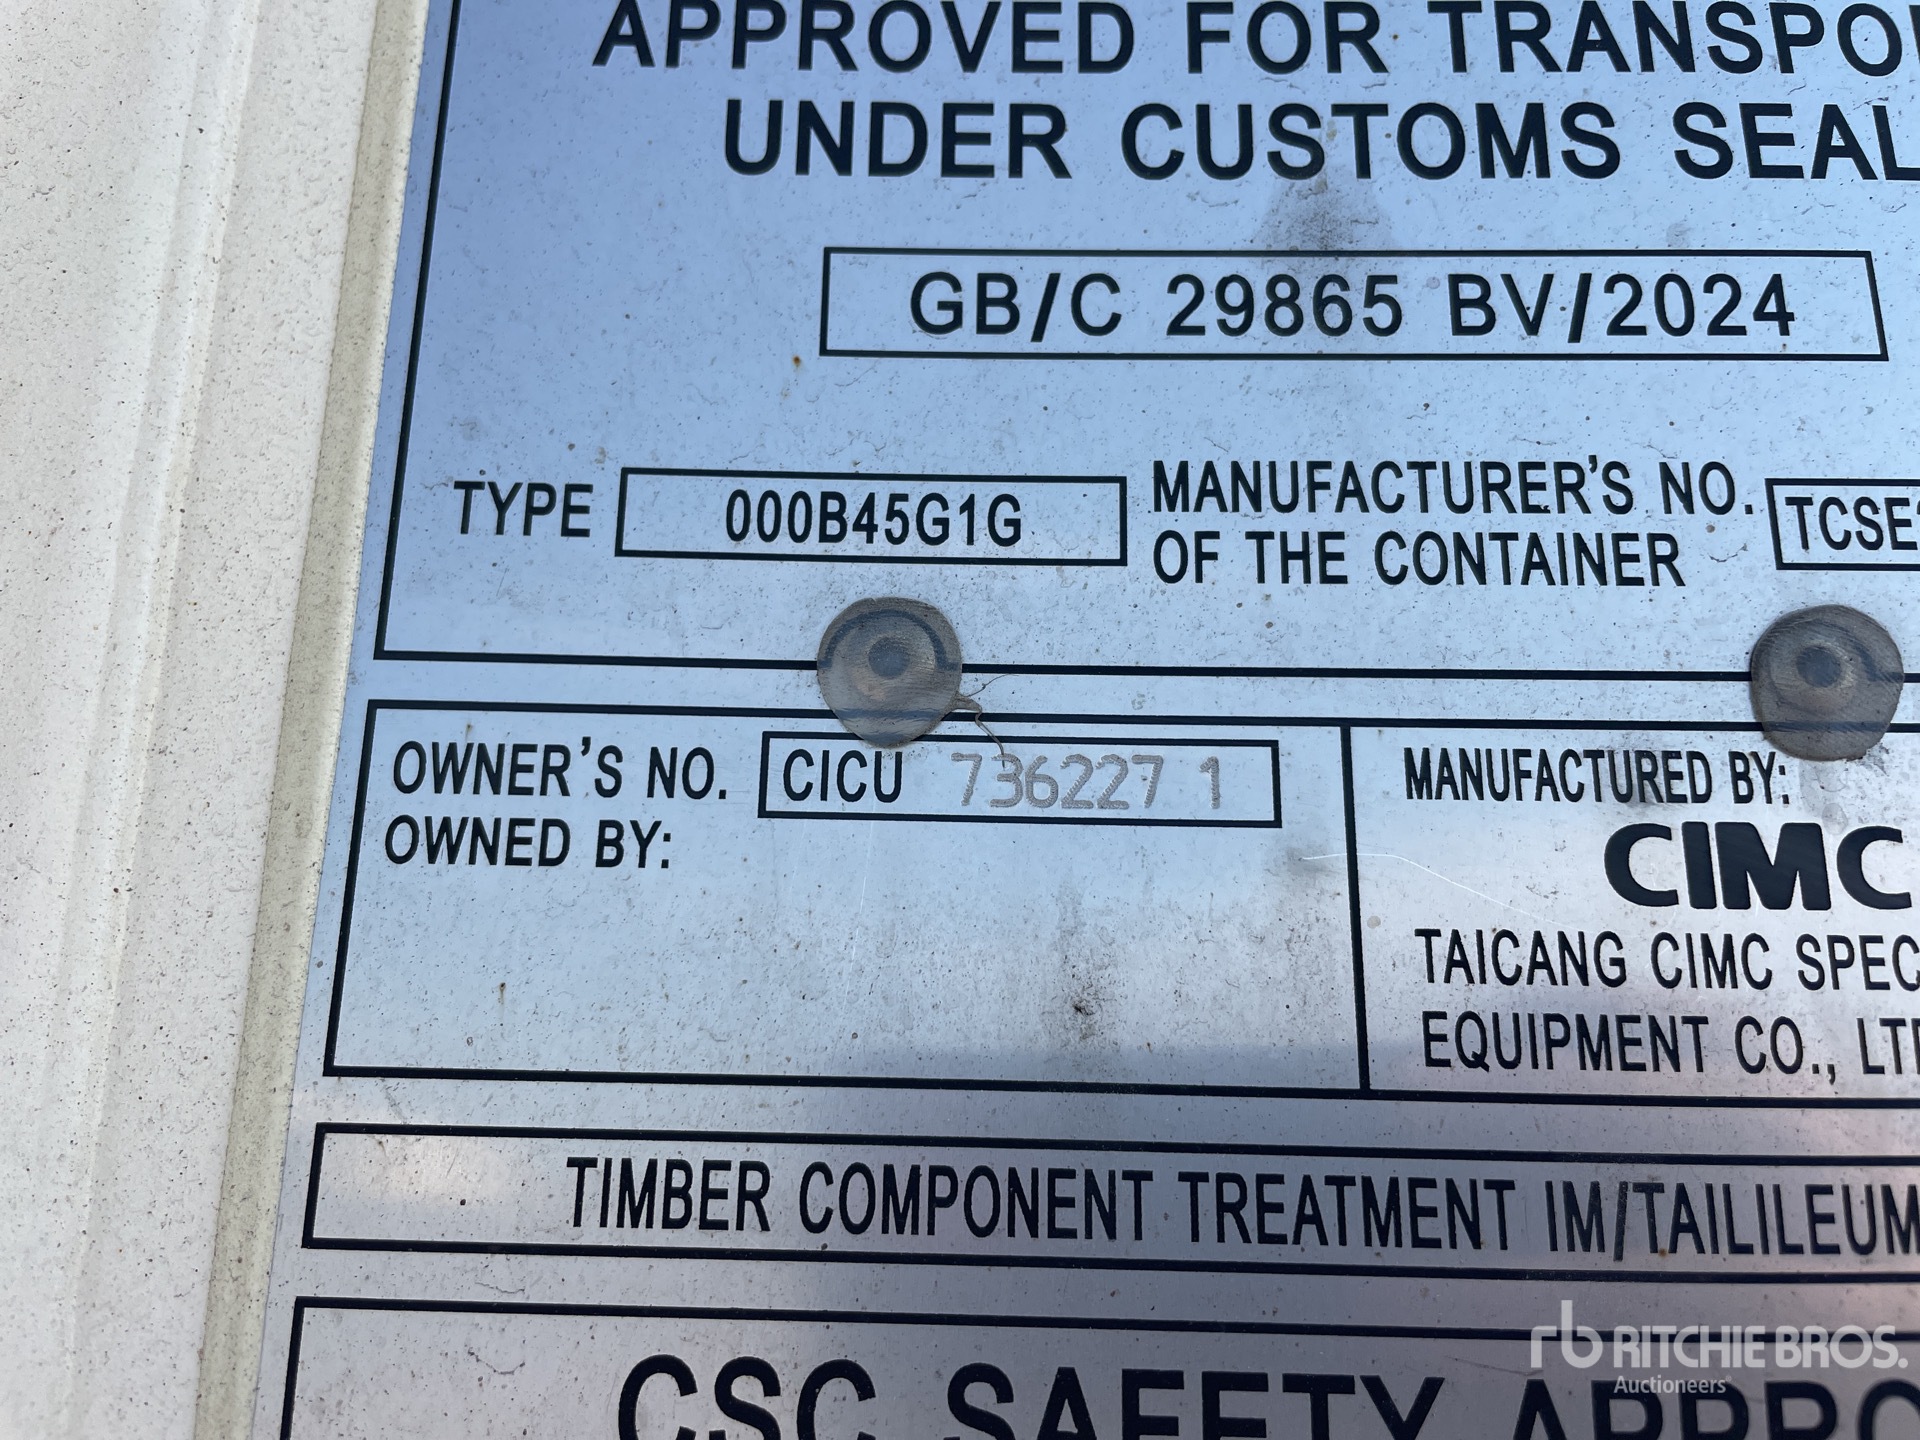 APPROVED FOR TRANSPO
UNDER CUSTOMS SEAL
GB/C 29865 BV/2024
TYPE 000B45G1G
MANUFACTURER'S NO.
OF THE CONTAINER
TCSE
OWNER'S NO. CICU 736227 1
OWNED BY:
MANUFACTURED BY:
CIMC
TAICANG CIMC SPEC
EQUIPMENT CO., LT
TIMBER COMPONENT TREATMENT IM/TAILILEUM
CSC SAFETY APPRO
rb RITCHIE BROS.
Auctioneers